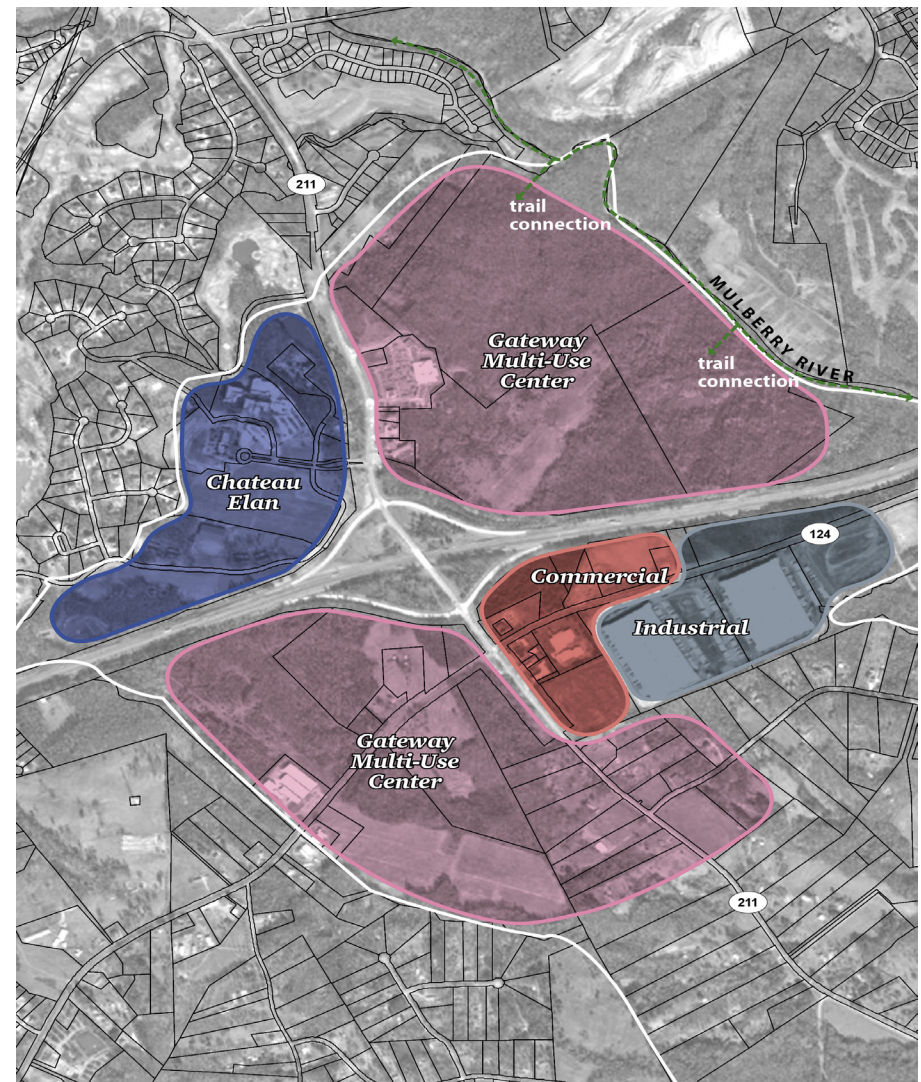 211
trail
connection
MULBERRY RIVER
Gateway
Multi-Use
Center
trail
connection
Chateau
Elan
124
Commercial
Industrial
Gateway
Multi-Use
Center
211